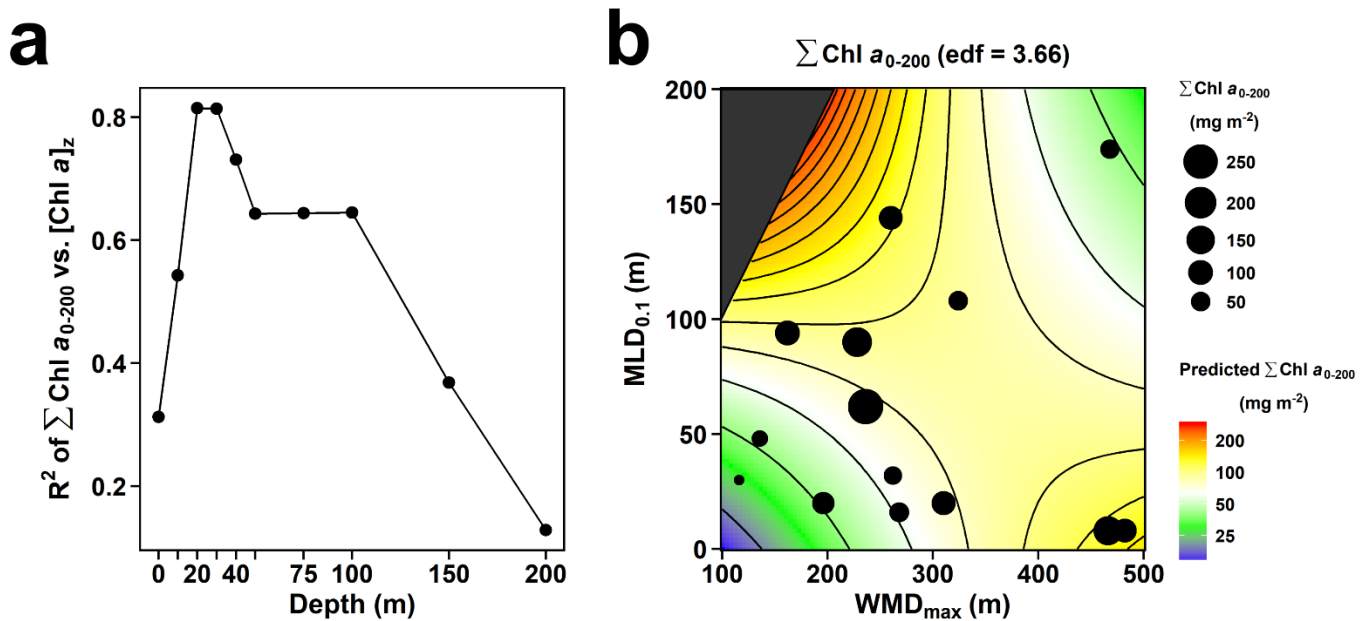 a
R² of ∑ Chl a₀₋₂₀₀ vs. [Chl a]z
0.8
0.6
0.4
0.2
0 20 40 75 100 150 200
Depth (m)
b
∑ Chl a₀₋₂₀₀ (edf = 3.66)
MLD₀.₁ (m)
200
150
100
50
0
100 200 300 400 500
WMDmax (m)
∑ Chl a₀₋₂₀₀
(mg m⁻²)
250
200
150
100
50
Predicted ∑ Chl a₀₋₂₀₀
(mg m⁻²)
200
100
50
25